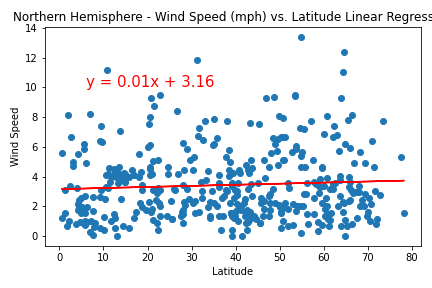 Northern Hemisphere - Wind Speed (mph) vs. Latitude Linear Regress
14
12
10
8
6
4
2
0
Wind Speed
y = 0.01x + 3.16
0 10 20 30 40 50 60 70 80
Latitude